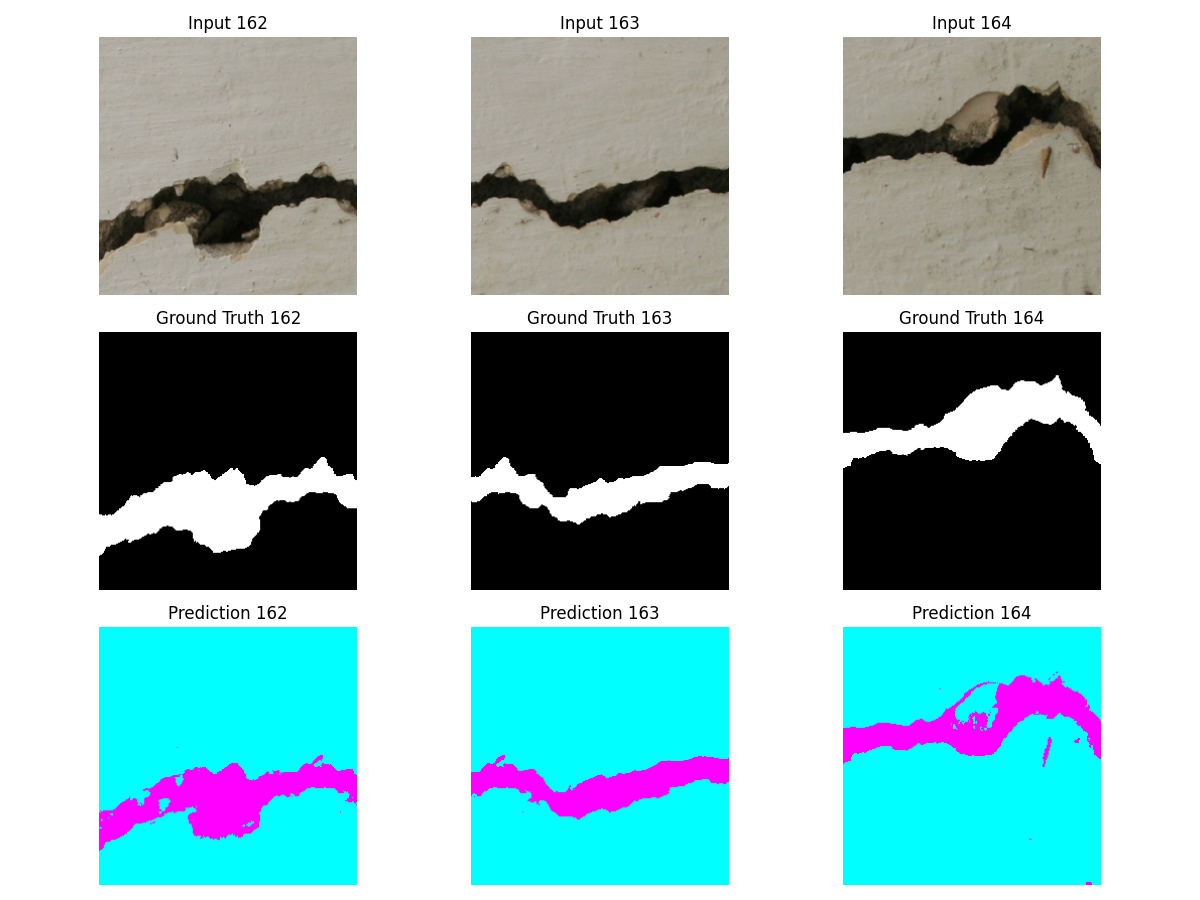 Input 162
Input 163
Input 164
Ground Truth 162
Ground Truth 163
Ground Truth 164
Prediction 162
Prediction 163
Prediction 164